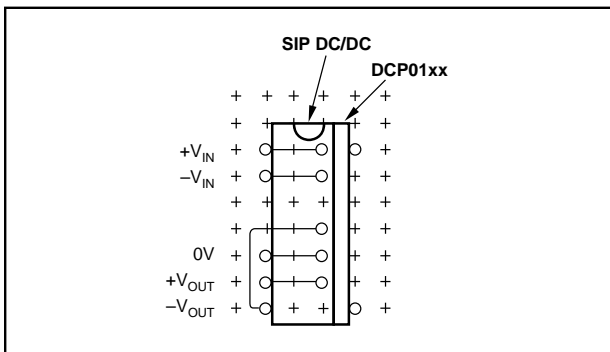 SIP DC/DC
DCP01xx
+V_IN
–V_IN
0V
+V_OUT
–V_OUT